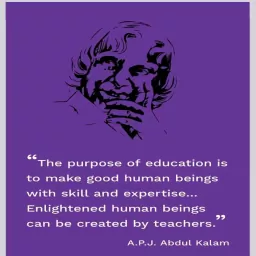 “The purpose of education is
to make good human beings
with skill and expertise...
Enlightened human beings
can be created by teachers.”
A.P.J. Abdul Kalam